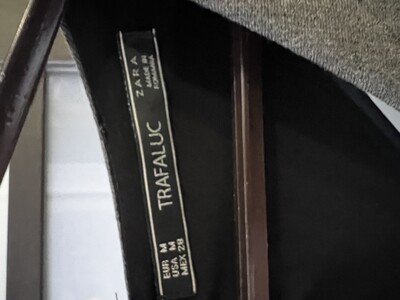 ZARA
MADE IN
ROMANIA
TRAFALUC
EUR M
USA M
MEX 28